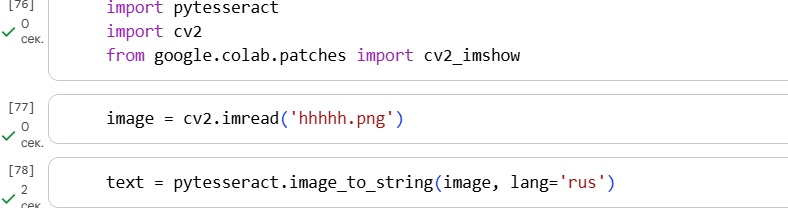 [76]
import pytesseract
0
import cv2
сек.
from google.colab.patches import cv2_imshow
[77]
image = cv2.imread('hhhhh.png')
0
сек.
[78]
text = pytesseract.image_to_string(image, lang='rus')
2
сек.